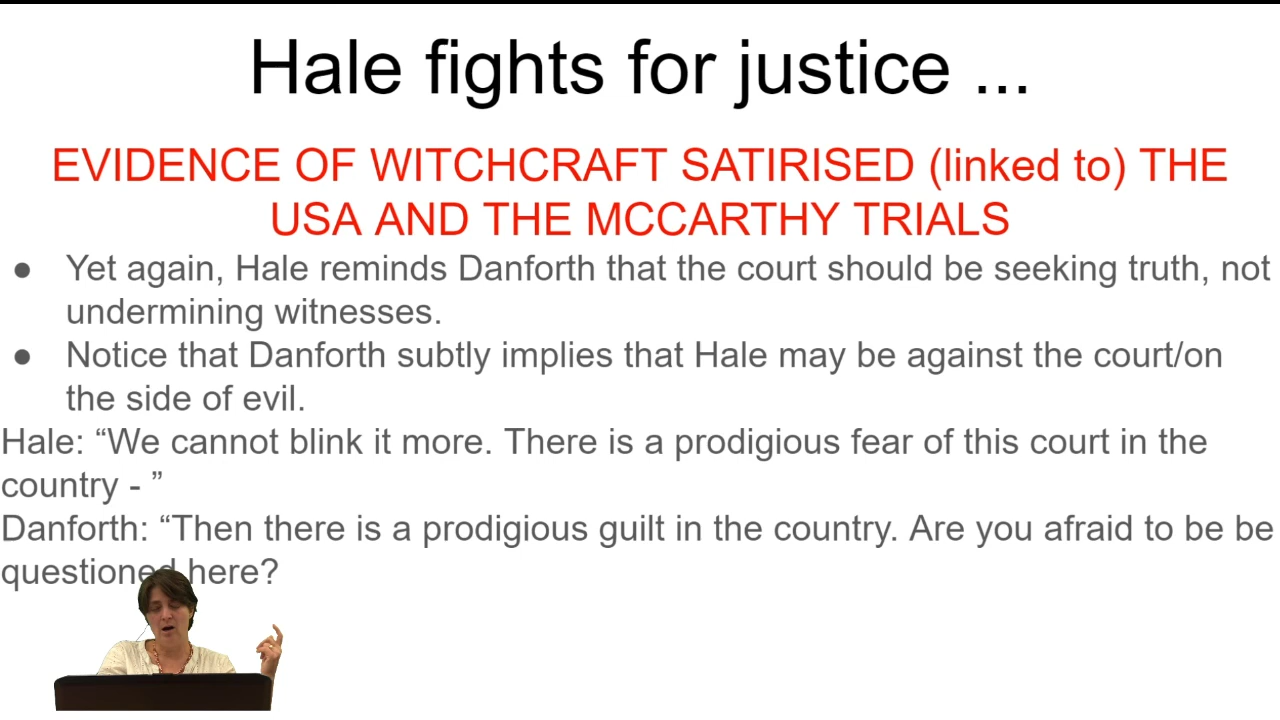 Hale fights for justice ...
EVIDENCE OF WITCHCRAFT SATIRISED (linked to) THE
USA AND THE MCCARTHY TRIALS
● Yet again, Hale reminds Danforth that the court should be seeking truth, not
undermining witnesses.
● Notice that Danforth subtly implies that Hale may be against the court/on
the side of evil.
Hale: “We cannot blink it more. There is a prodigious fear of this court in the
country - ”
Danforth: “Then there is a prodigious guilt in the country. Are you afraid to be be
questioned here?